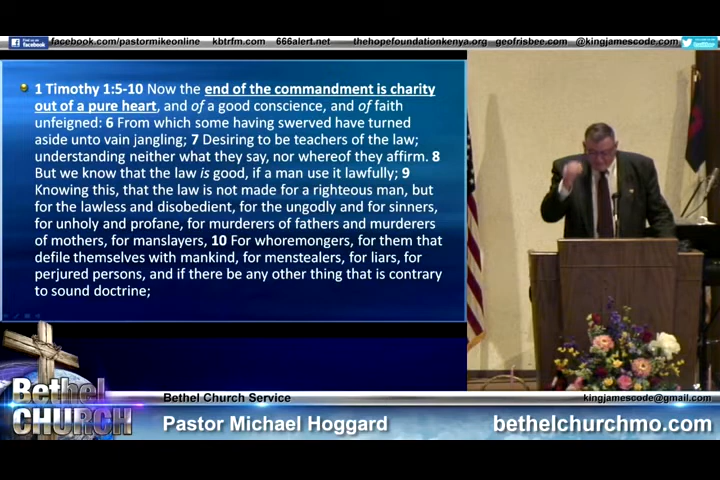 Find us on facebook facebook.com/pastormikeonline kbtrfm.com 666alert.net thehopefoundationkenya.org geofrisbee.com @kingjamescode.com twitter
1 Timothy 1:5-10 Now the end of the commandment is charity
out of a pure heart, and of a good conscience, and of faith
unfeigned: 6 From which some having swerved have turned
aside unto vain jangling; 7 Desiring to be teachers of the law;
understanding neither what they say, nor whereof they affirm. 8
But we know that the law is good, if a man use it lawfully; 9
Knowing this, that the law is not made for a righteous man, but
for the lawless and disobedient, for the ungodly and for sinners,
for unholy and profane, for murderers of fathers and murderers
of mothers, for manslayers, 10 For whoremongers, for them that
defile themselves with mankind, for menstealers, for liars, for
perjured persons, and if there be any other thing that is contrary
to sound doctrine;
Bethel
CHURCH
Bethel Church Service kingjamescode@gmail.com
Pastor Michael Hoggard bethelchurchmo.com